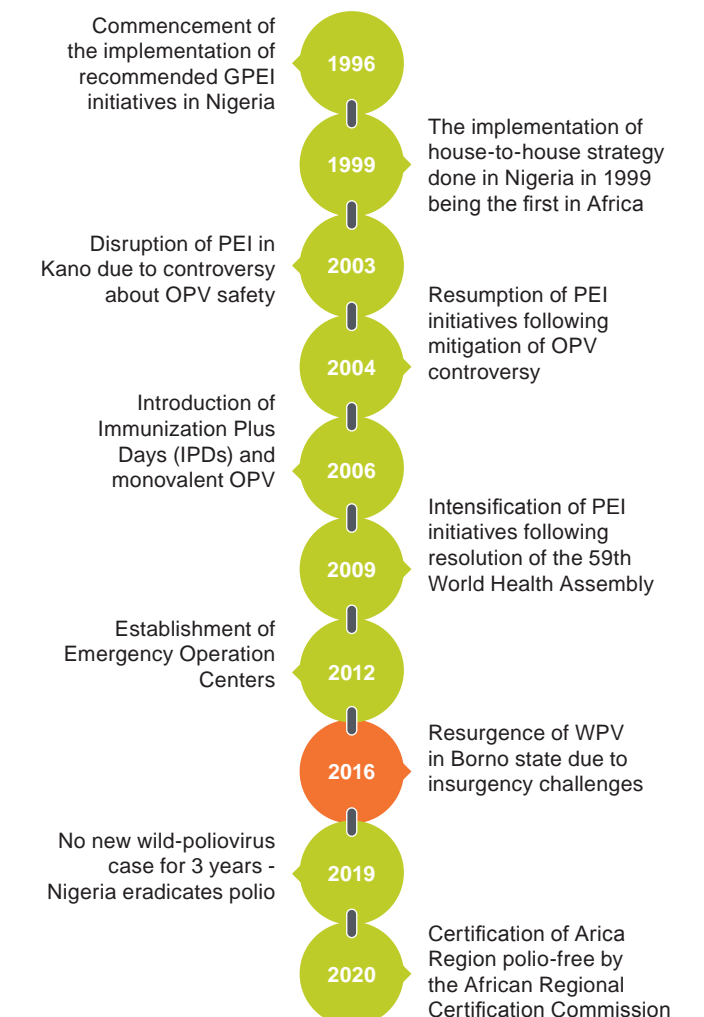 Commencement of
the implementation of
recommended GPEI
initiatives in Nigeria
1996
1999
The implementation of
house-to-house strategy
done in Nigeria in 1999
being the first in Africa
Disruption of PEI in
Kano due to controversy
about OPV safety
2003
2004
Resumption of PEI
initiatives following
mitigation of OPV
controversy
Introduction of
Immunization Plus
Days (IPDs) and
monovalent OPV
2006
2009
Intensification of PEI
initiatives following
resolution of the 59th
World Health Assembly
Establishment of
Emergency Operation
Centers
2012
2016
Resurgence of WPV
in Borno state due to
insurgency challenges
No new wild-poliovirus
case for 3 years -
Nigeria eradicates polio
2019
2020
Certification of Arica
Region polio-free by
the African Regional
Certification Commission